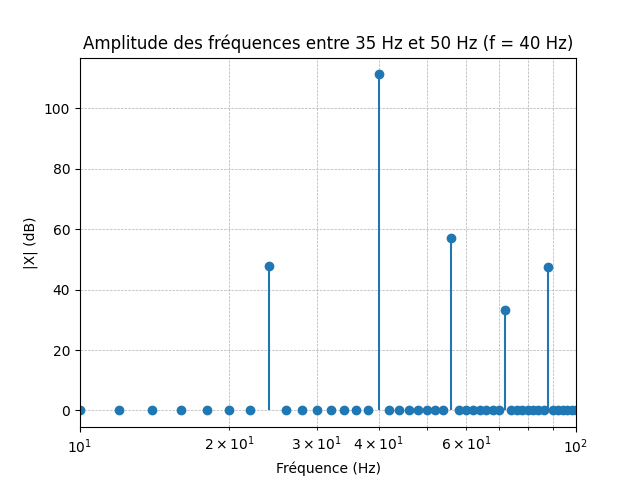 Amplitude des fréquences entre 35 Hz et 50 Hz (f = 40 Hz)
|X| (dB)
100
80
60
40
20
0
10¹
2 × 10¹
3 × 10¹
4 × 10¹
6 × 10¹
10²
Fréquence (Hz)